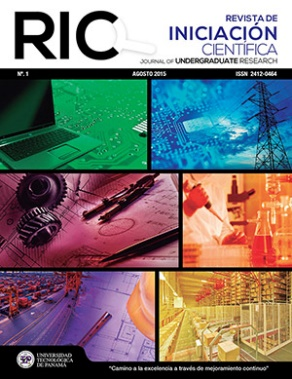 RIC
REVISTA DE
INICIACIÓN
CIENTÍFICA
JOURNAL OF UNDERGRADUATE RESEARCH
Nº. 1
AGOSTO 2015
ISSN 2412-0464
UNIVERSIDAD
TECNOLÓGICA
DE PANAMÁ
"Camino a la excelencia a través de mejoramiento continuo"